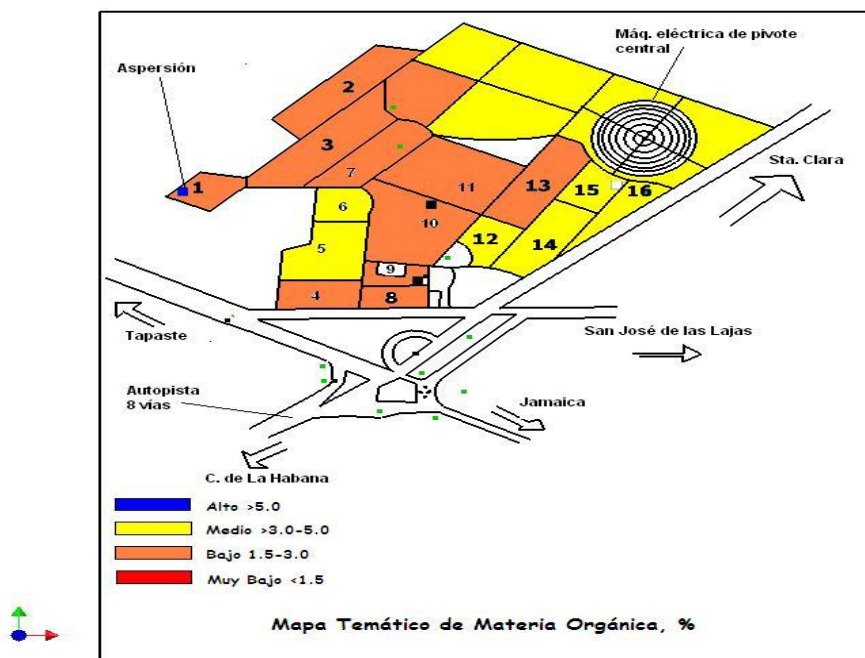 Máq. eléctrica de pivote
central
Aspersión
2
3
7
1
11
13
Sta. Clara
15
16
6
10
12
14
5
9
4
8
Tapaste
San José de las Lajas
Autopista
8 vías
Jamaica
C. de La Habana
Alto >5.0
Medio >3.0-5.0
Bajo 1.5-3.0
Muy Bajo <1.5
Mapa Temático de Materia Orgánica, %